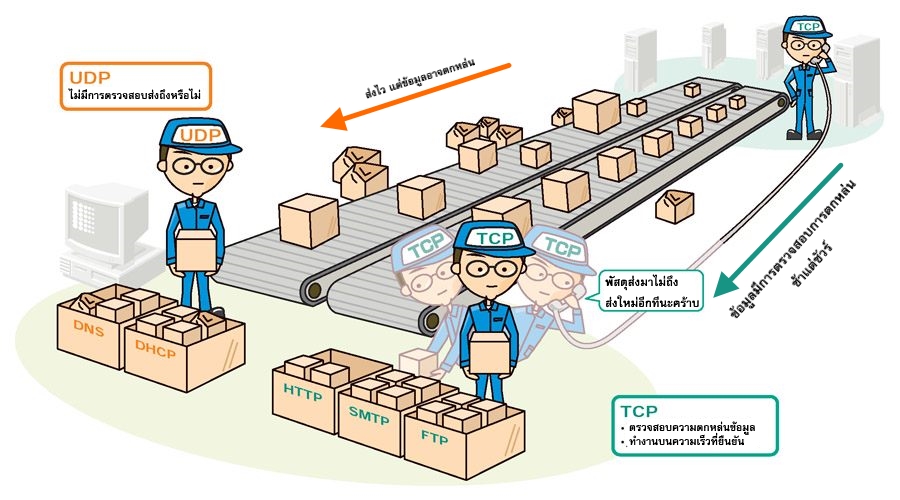 TCP
UDP
ไม่มีการตรวจสอบส่งถึงหรือไม่
ส่งไว แต่ข้อมูลอาจตกหล่น
UDP
ข้อมูลมีการตรวจสอบการตกหล่น
ช้าแต่ชัวร์
TCP
TCP
TCP
พัสดุส่งมาไม่ถึง
ส่งใหม่อีกทีนะคร้าบ
DNS
DHCP
HTTP
SMTP
FTP
TCP
• ตรวจสอบความตกหล่นข้อมูล
• ทำงานบนความเร็วที่ยืนยัน